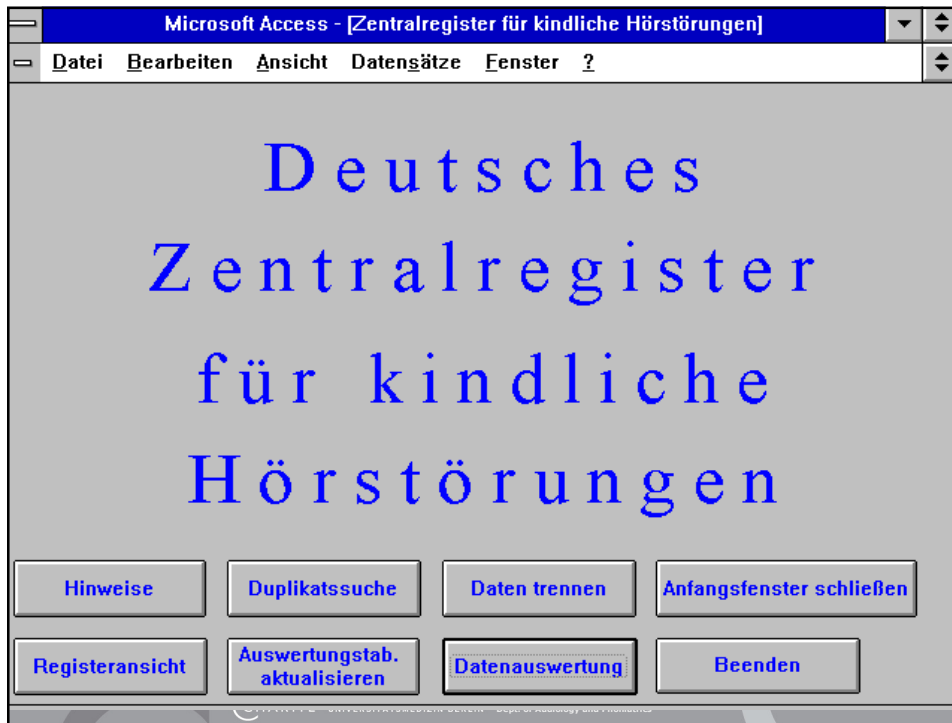 Microsoft Access - [Zentralregister für kindliche Hörstörungen]
Datei Bearbeiten Ansicht Datensätze Fenster ?
Deutsches
Zentralregister
für kindliche
Hörstörungen
Hinweise Duplikatssuche Daten trennen Anfangsfenster schließen
Registeransicht Auswertungstab. aktualisieren Datenauswertung Beenden